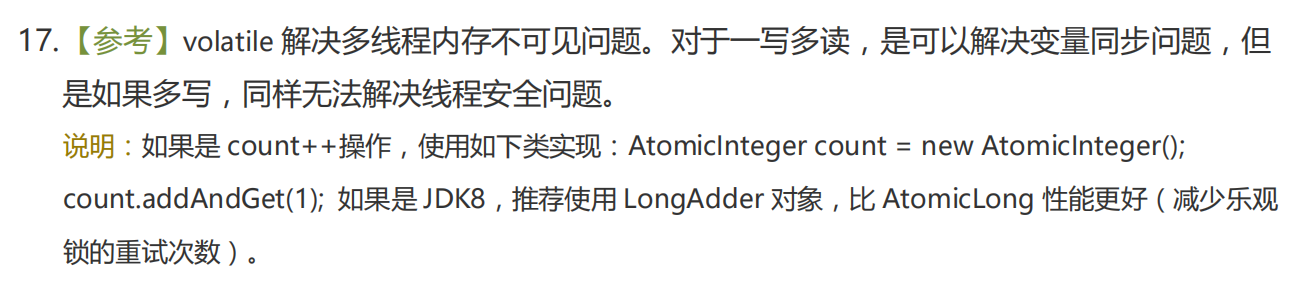 17.【参考】volatile 解决多线程内存不可见问题。对于一写多读，是可以解决变量同步问题，但
是如果多写，同样无法解决线程安全问题。
说明：如果是 count++操作，使用如下类实现：AtomicInteger count = new AtomicInteger();
count.addAndGet(1); 如果是 JDK8，推荐使用 LongAdder 对象，比 AtomicLong 性能更好（减少乐观
锁的重试次数）。